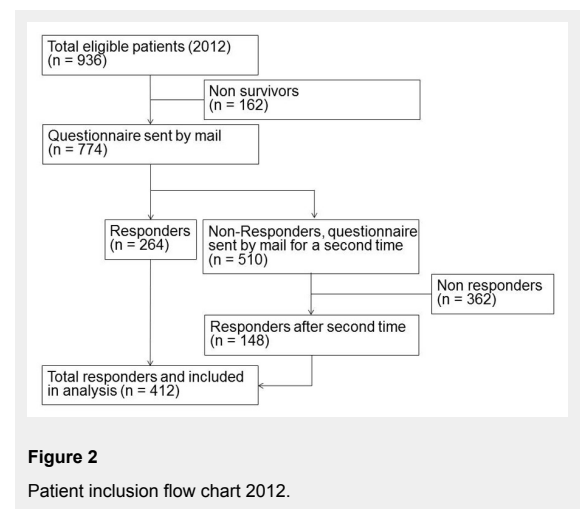 Total eligible patients (2012)
(n = 936)
Non survivors
(n = 162)
Questionnaire sent by mail
(n = 774)
Responders
(n = 264)
Non-Responders, questionnaire
sent by mail for a second time
(n = 510)
Non responders
(n = 362)
Responders after second time
(n = 148)
Total responders and included
in analysis (n = 412)
Figure 2
Patient inclusion flow chart 2012.